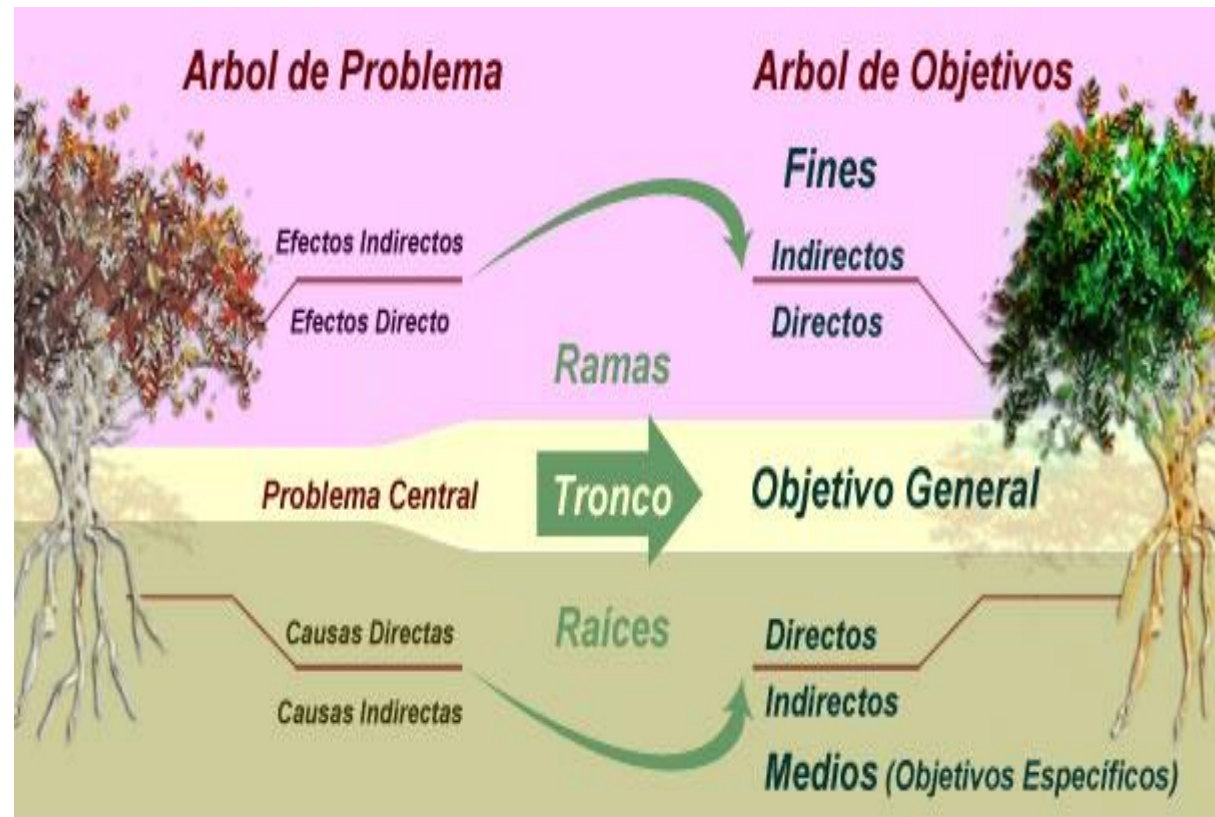 Arbol de Problema
Arbol de Objetivos
Fines
Efectos Indirectos
Indirectos
Efectos Directo
Directos
Ramas
Problema Central
Tronco
Objetivo General
Raíces
Causas Directas
Directos
Causas Indirectas
Indirectos
Medios (Objetivos Específicos)